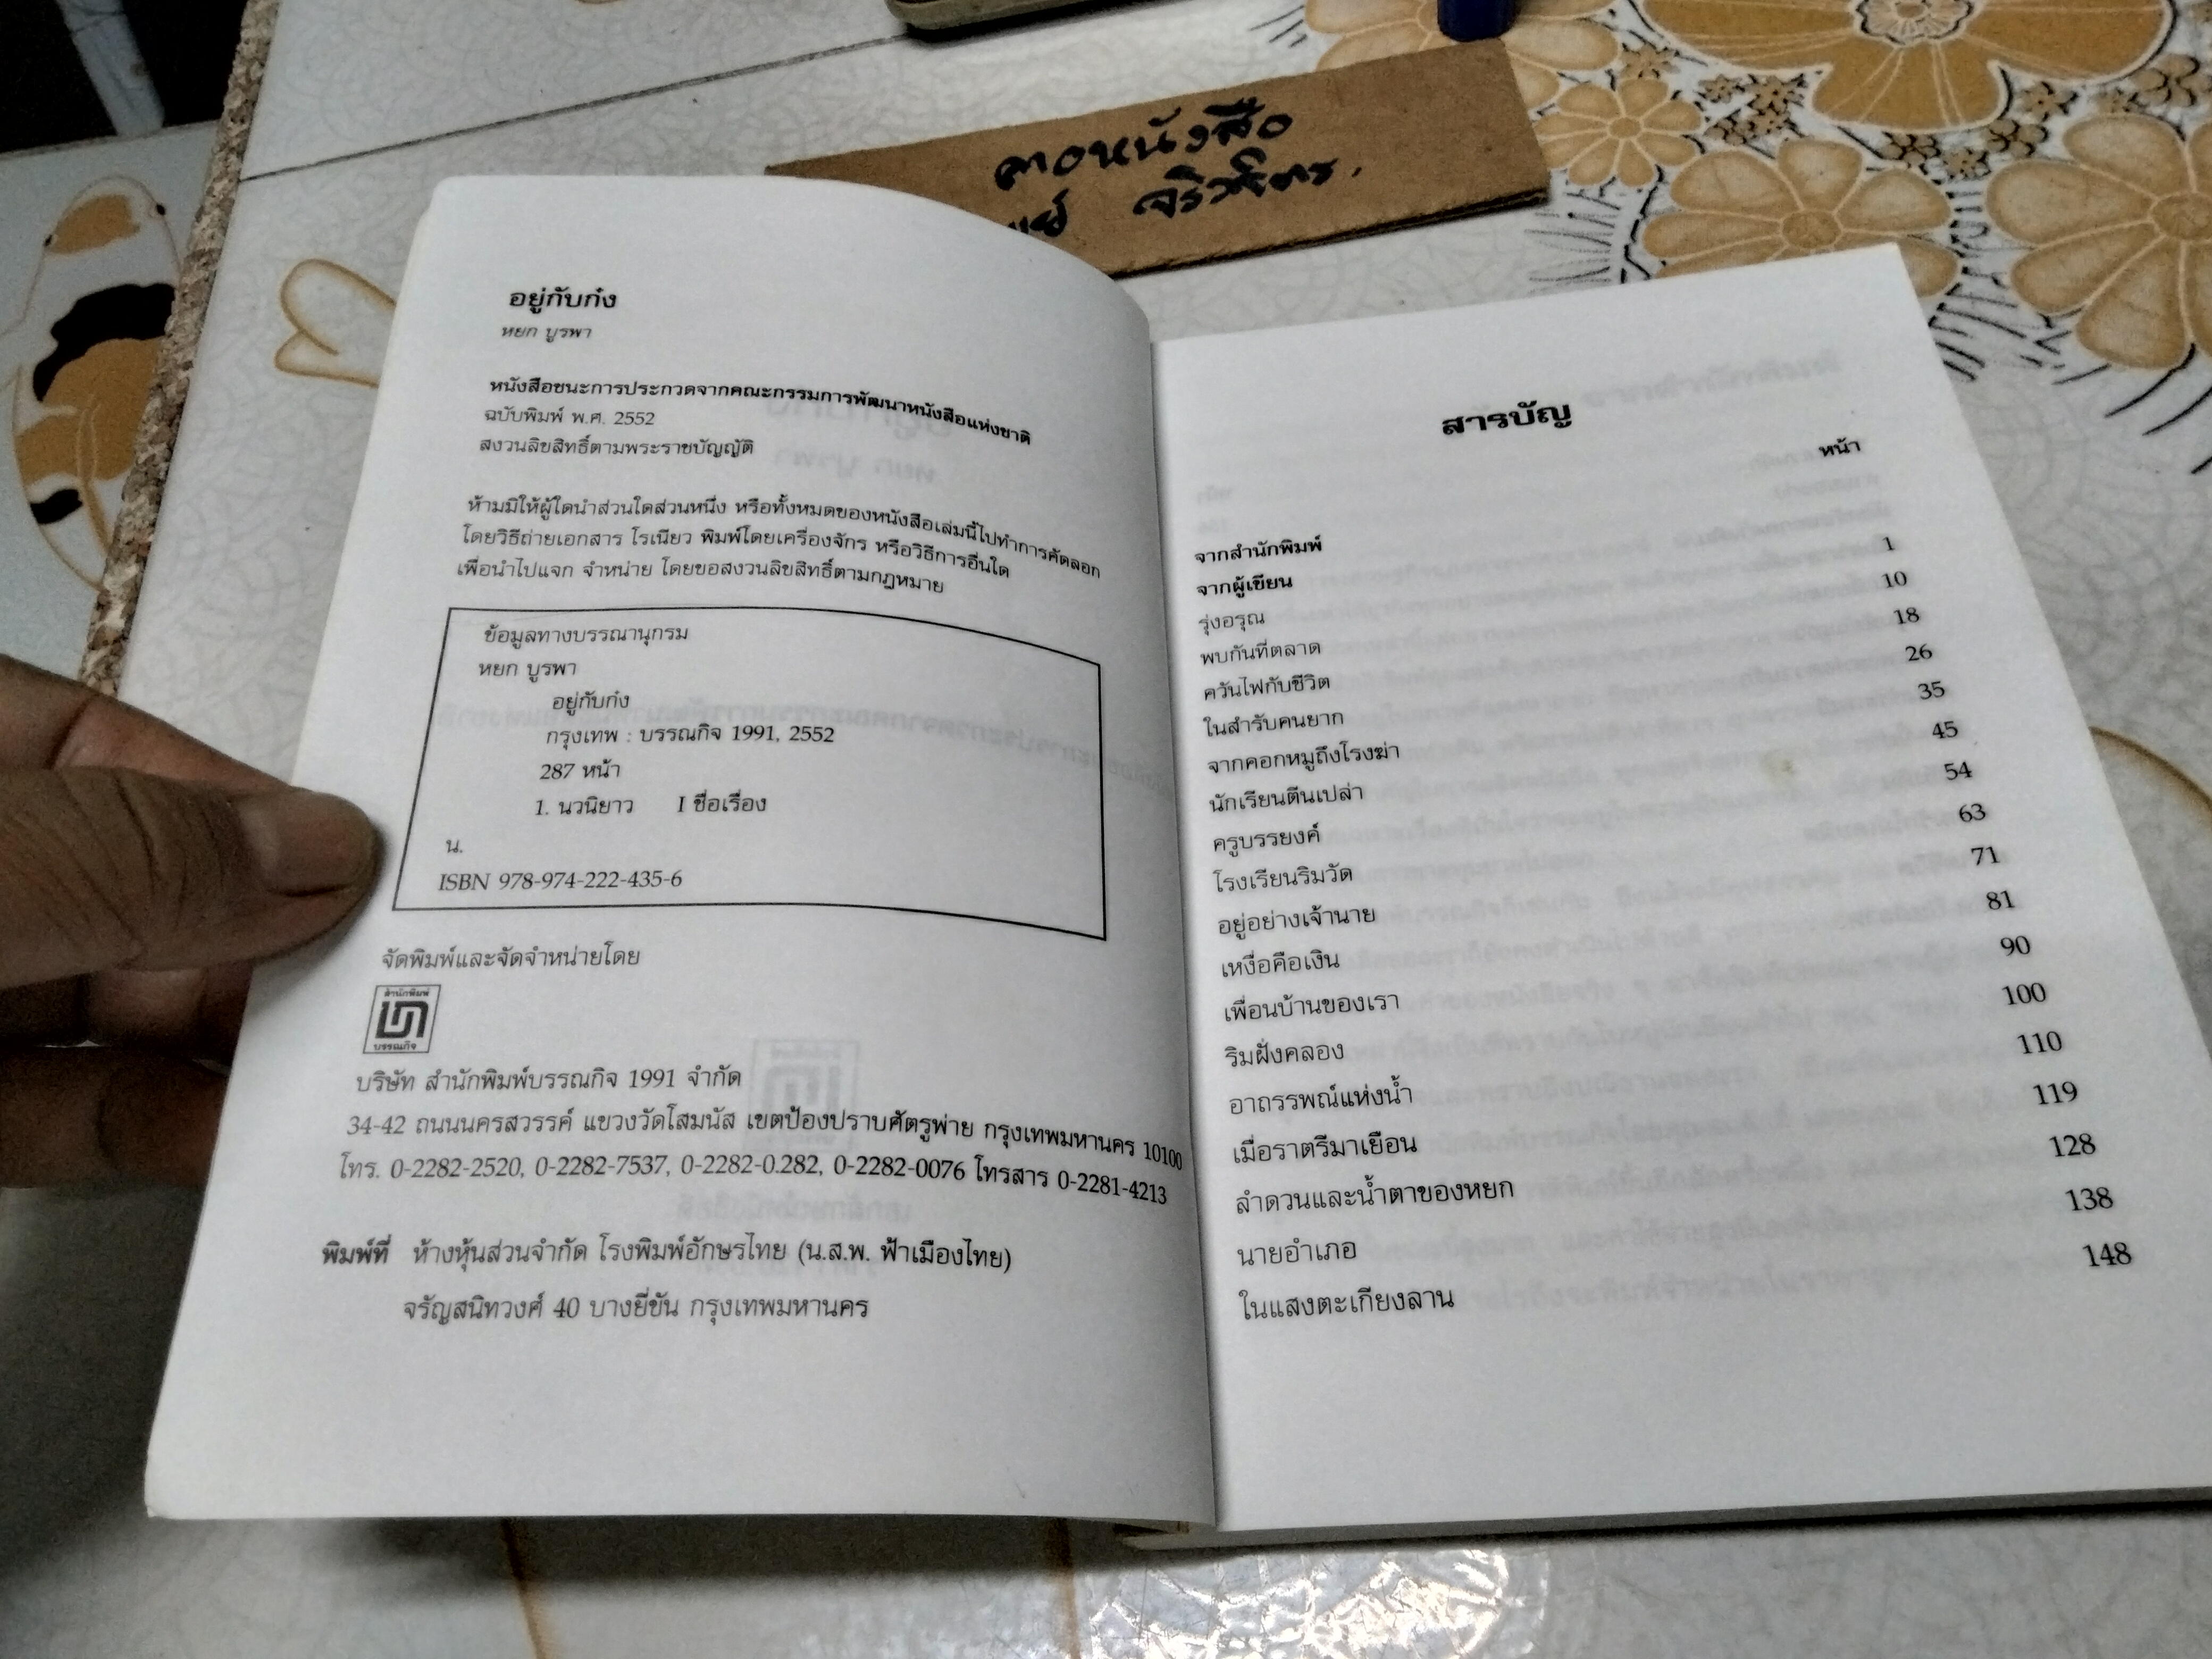 ลาดหนังสือ
จริวจิตร.
อยู่กับก๋ง
หยก บูรพา
หนังสือชนะการประกวดจากคณะกรรมการพัฒนาหนังสือแห่งชาติ
ฉบับพิมพ์ พ.ศ. 2552
สงวนลิขสิทธิ์ตามพระราชบัญญัติ
ห้ามมิให้ผู้ใดนำส่วนใดส่วนหนึ่ง หรือทั้งหมดของหนังสือเล่มนี้ไปทำการคัดลอก
โดยวิธีถ่ายเอกสาร โรเนียว พิมพ์โดยเครื่องจักร หรือวิธีการอื่นใด
เพื่อนำไปแจก จำหน่าย โดยขอสงวนลิขสิทธิ์ตามกฎหมาย
ข้อมูลทางบรรณานุกรม
หยก บูรพา
อยู่กับก๋ง
กรุงเทพ : บรรณกิจ 1991, 2552
287 หน้า
1. นวนิยาว I ชื่อเรื่อง
น.
ISBN 978-974-222-435-6
จัดพิมพ์และจัดจำหน่ายโดย
สำนักพิมพ์
บรรณกิจ
บริษัท สำนักพิมพ์บรรณกิจ 1991 จำกัด
34-42 ถนนนครสวรรค์ แขวงวัดโสมนัส เขตป้องปราบศัตรูพ่าย กรุงเทพมหานคร 10100
โทร. 0-2282-2520, 0-2282-7537, 0-2282-0.282, 0-2282-0076 โทรสาร 0-2281-4213
พิมพ์ที่ ห้างหุ้นส่วนจำกัด โรงพิมพ์อักษรไทย (น.ส.พ. ฟ้าเมืองไทย)
จรัญสนิทวงศ์ 40 บางยี่ขัน กรุงเทพมหานคร
สารบัญ
หน้า
จากสำนักพิมพ์
จากผู้เขียน
รุ่งอรุณ 1
พบกันที่ตลาด 10
ควันไฟกับชีวิต 18
ในสำรับคนยาก 26
จากคอกหมูถึงโรงฆ่า 35
นักเรียนตีนเปล่า 45
ครูบรรยงค์ 54
โรงเรียนริมวัด 63
อยู่อย่างเจ้านาย 71
เหงื่อคือเงิน 81
เพื่อนบ้านของเรา 90
ริมฝั่งคลอง 100
อาถรรพณ์แห่งน้ำ 110
เมื่อราตรีมาเยือน 119
ลำดวนและน้ำตาของหยก 128
นายอำเภอ 138
ในแสงตะเกียงลาน 148